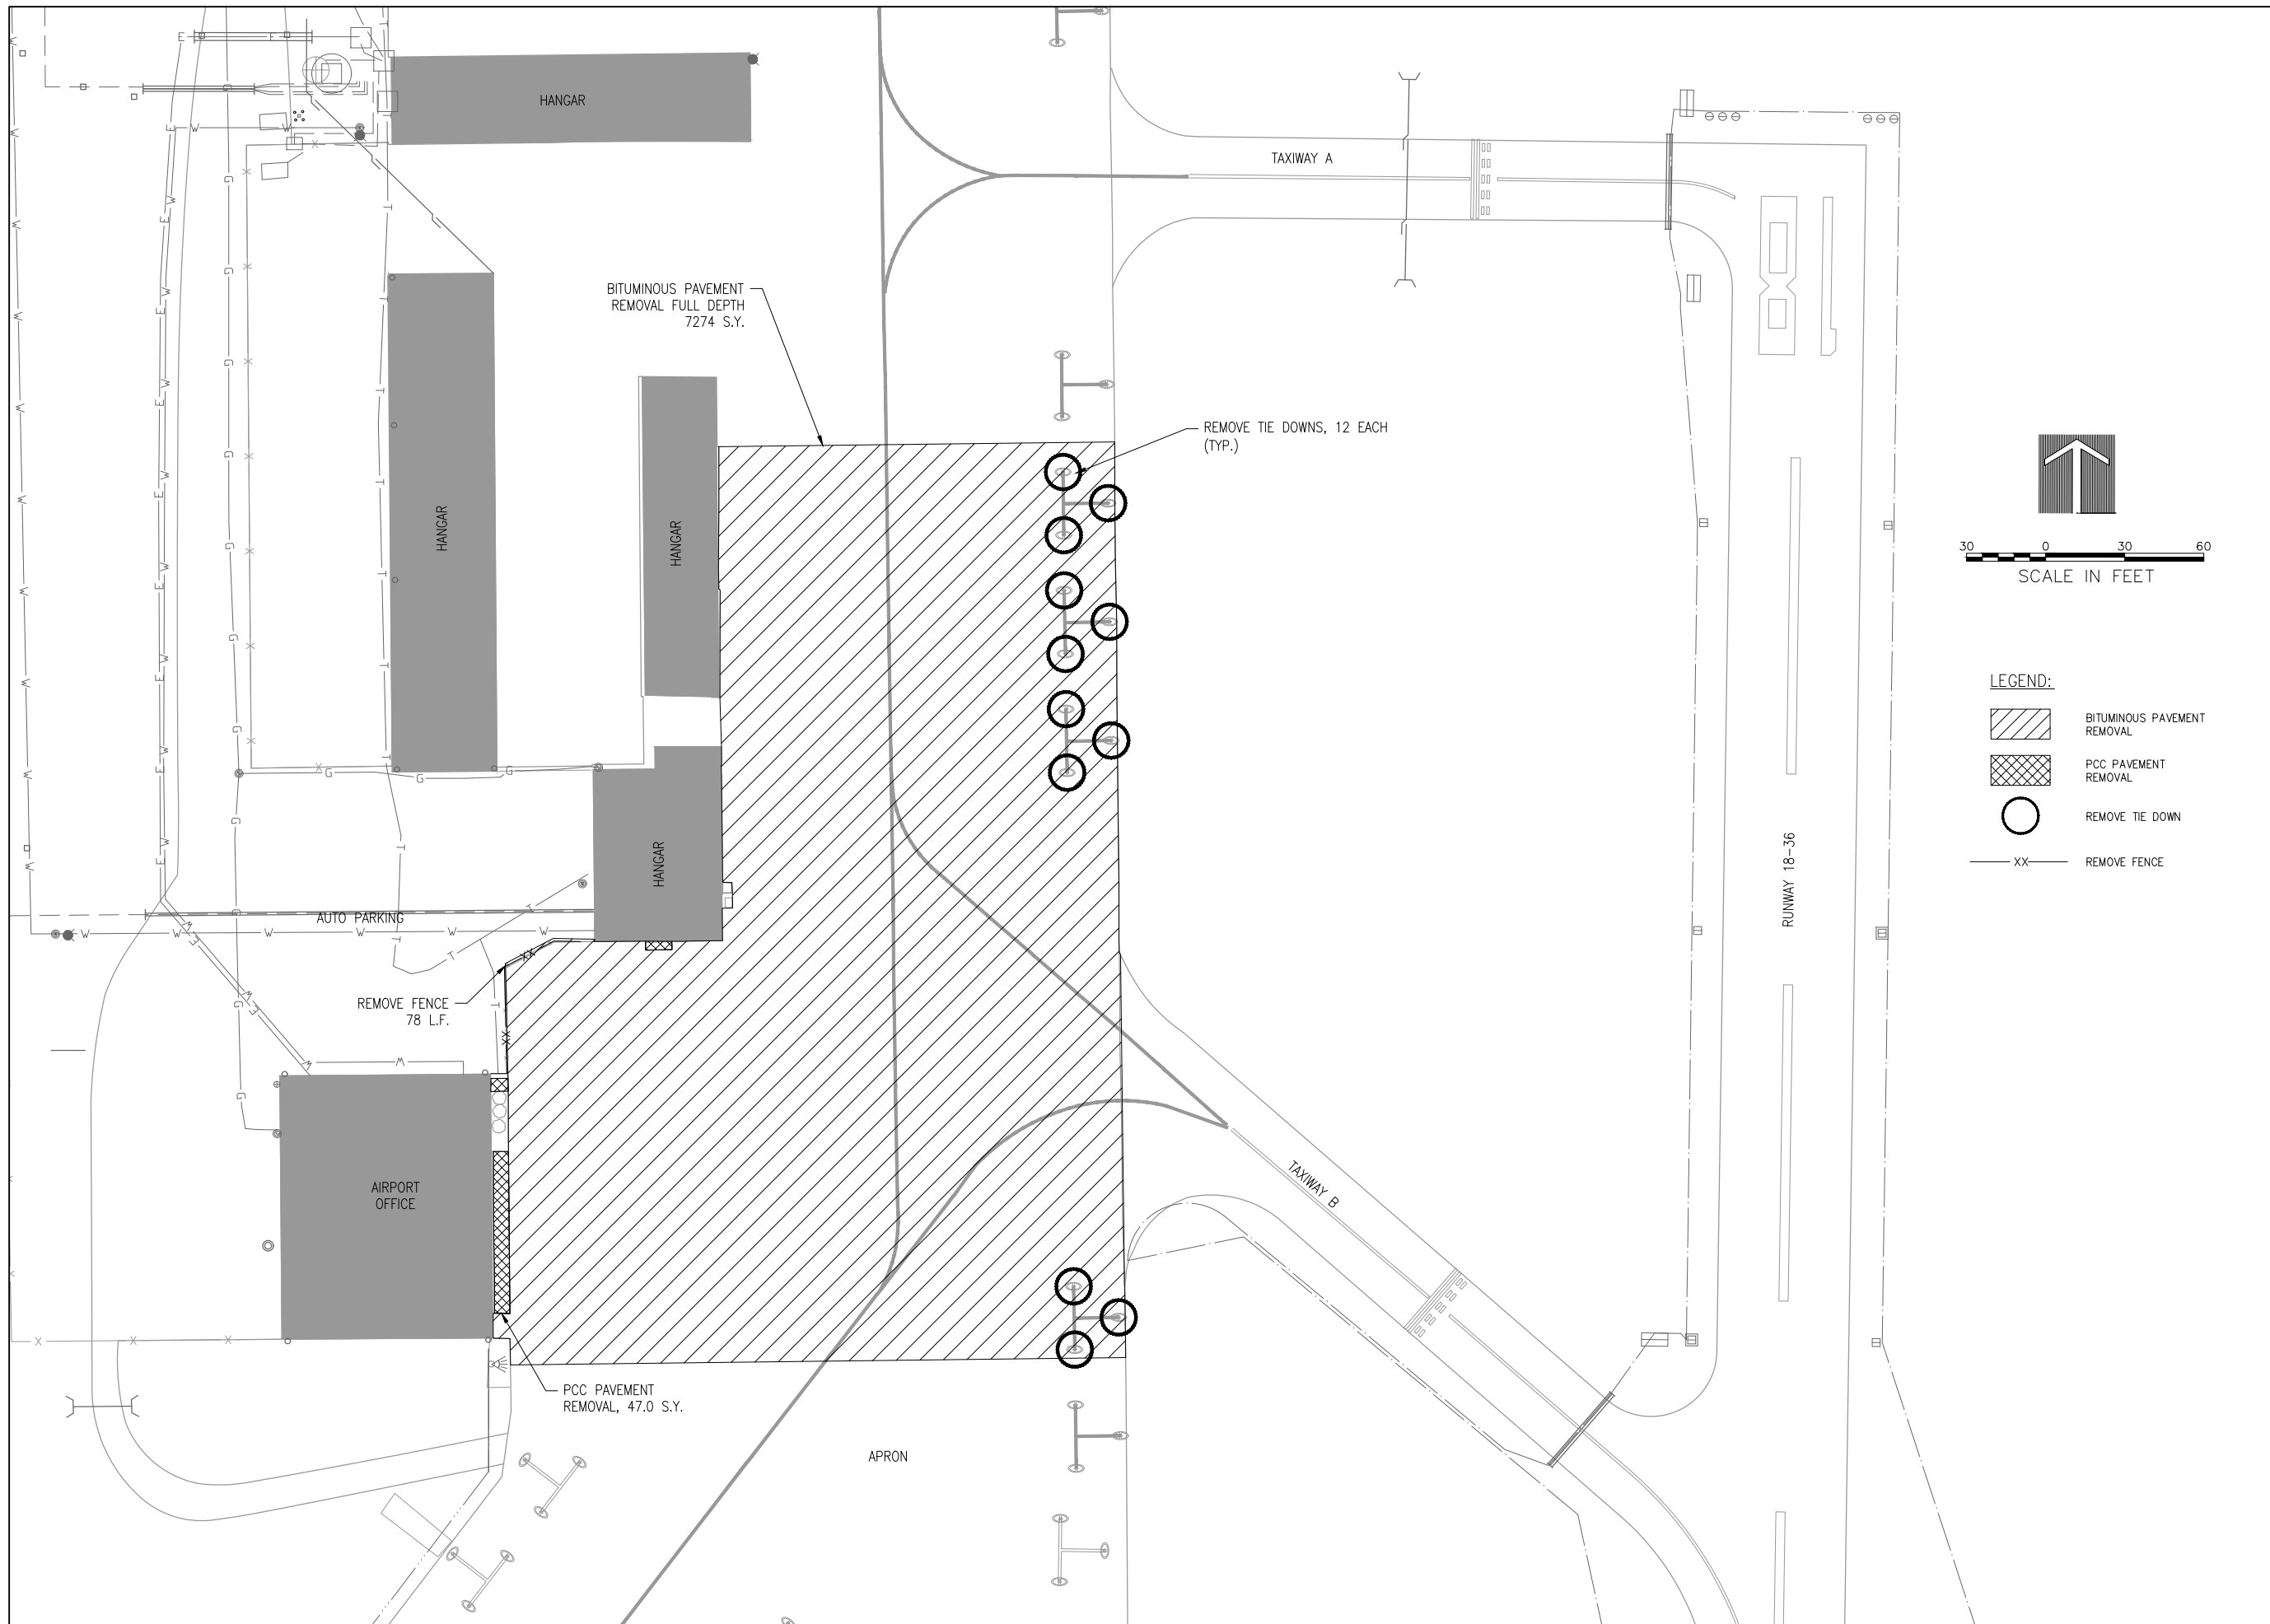 HANGAR
TAXIWAY A
BITUMINOUS PAVEMENT
REMOVAL FULL DEPTH
7274 S.Y.
REMOVE TIE DOWNS, 12 EACH
(TYP.)
HANGAR
HANGAR
30 0 30 60
SCALE IN FEET
LEGEND:
BITUMINOUS PAVEMENT
REMOVAL
PCC PAVEMENT
REMOVAL
REMOVE TIE DOWN
XX
REMOVE FENCE
RUNWAY 18-36
HANGAR
AUTO PARKING
REMOVE FENCE
78 L.F.
AIRPORT
OFFICE
TAXIWAY B
PCC PAVEMENT
REMOVAL, 47.0 S.Y.
APRON